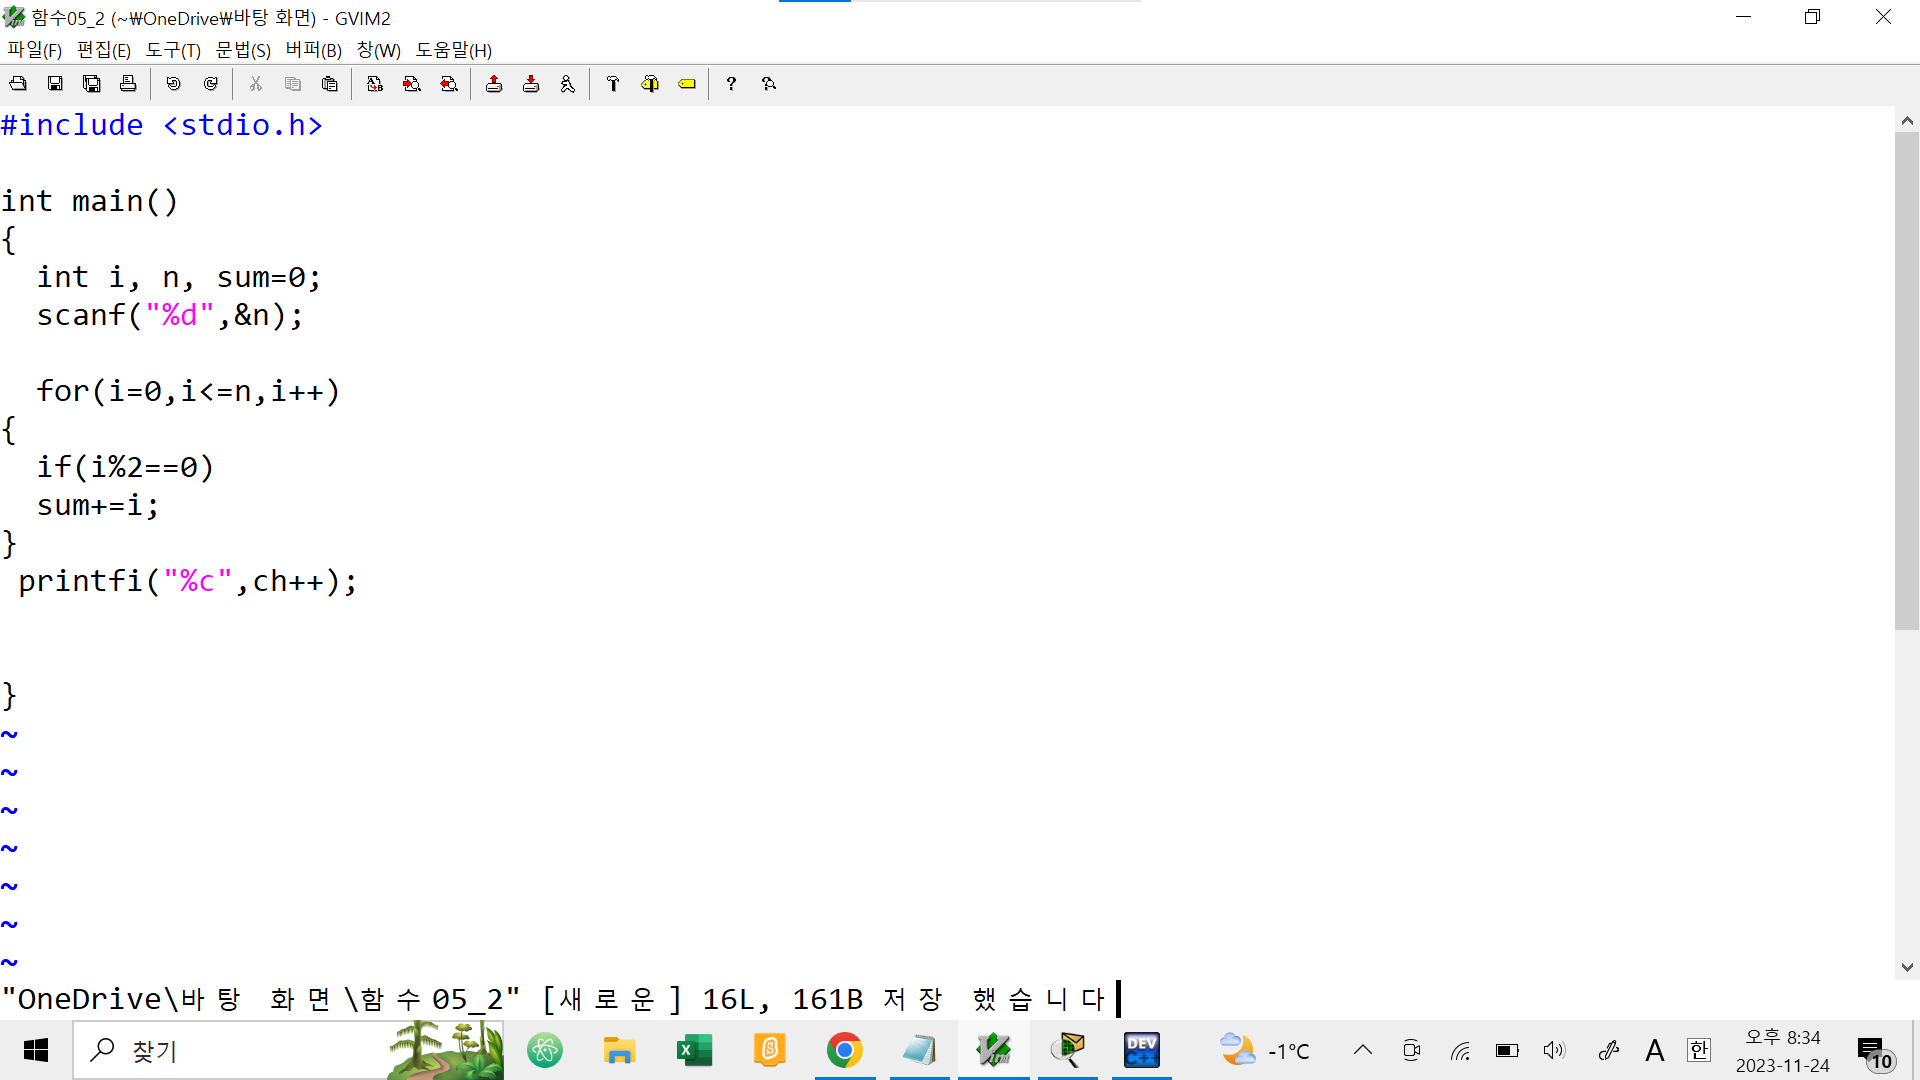 함수05_2 (~₩OneDrive₩바탕 화면) - GVIM2
파일(F) 편집(E) 도구(T) 문법(S) 버퍼(B) 창(W) 도움말(H)
#include <stdio.h>
int main()
{
int i, n, sum=0;
scanf("%d",&n);
for(i=0,i<=n,i++)
{
if(i%2==0)
sum+=i;
}
printfi("%c",ch++);
}
~
~
~
~
~
~
~
"OneDrive\바탕 화면\함수05_2" [새로운] 16L, 161B 저장 했습니다
찾기
DEV C++
-1°C
A
한
오후 8:34
2023-11-24
10